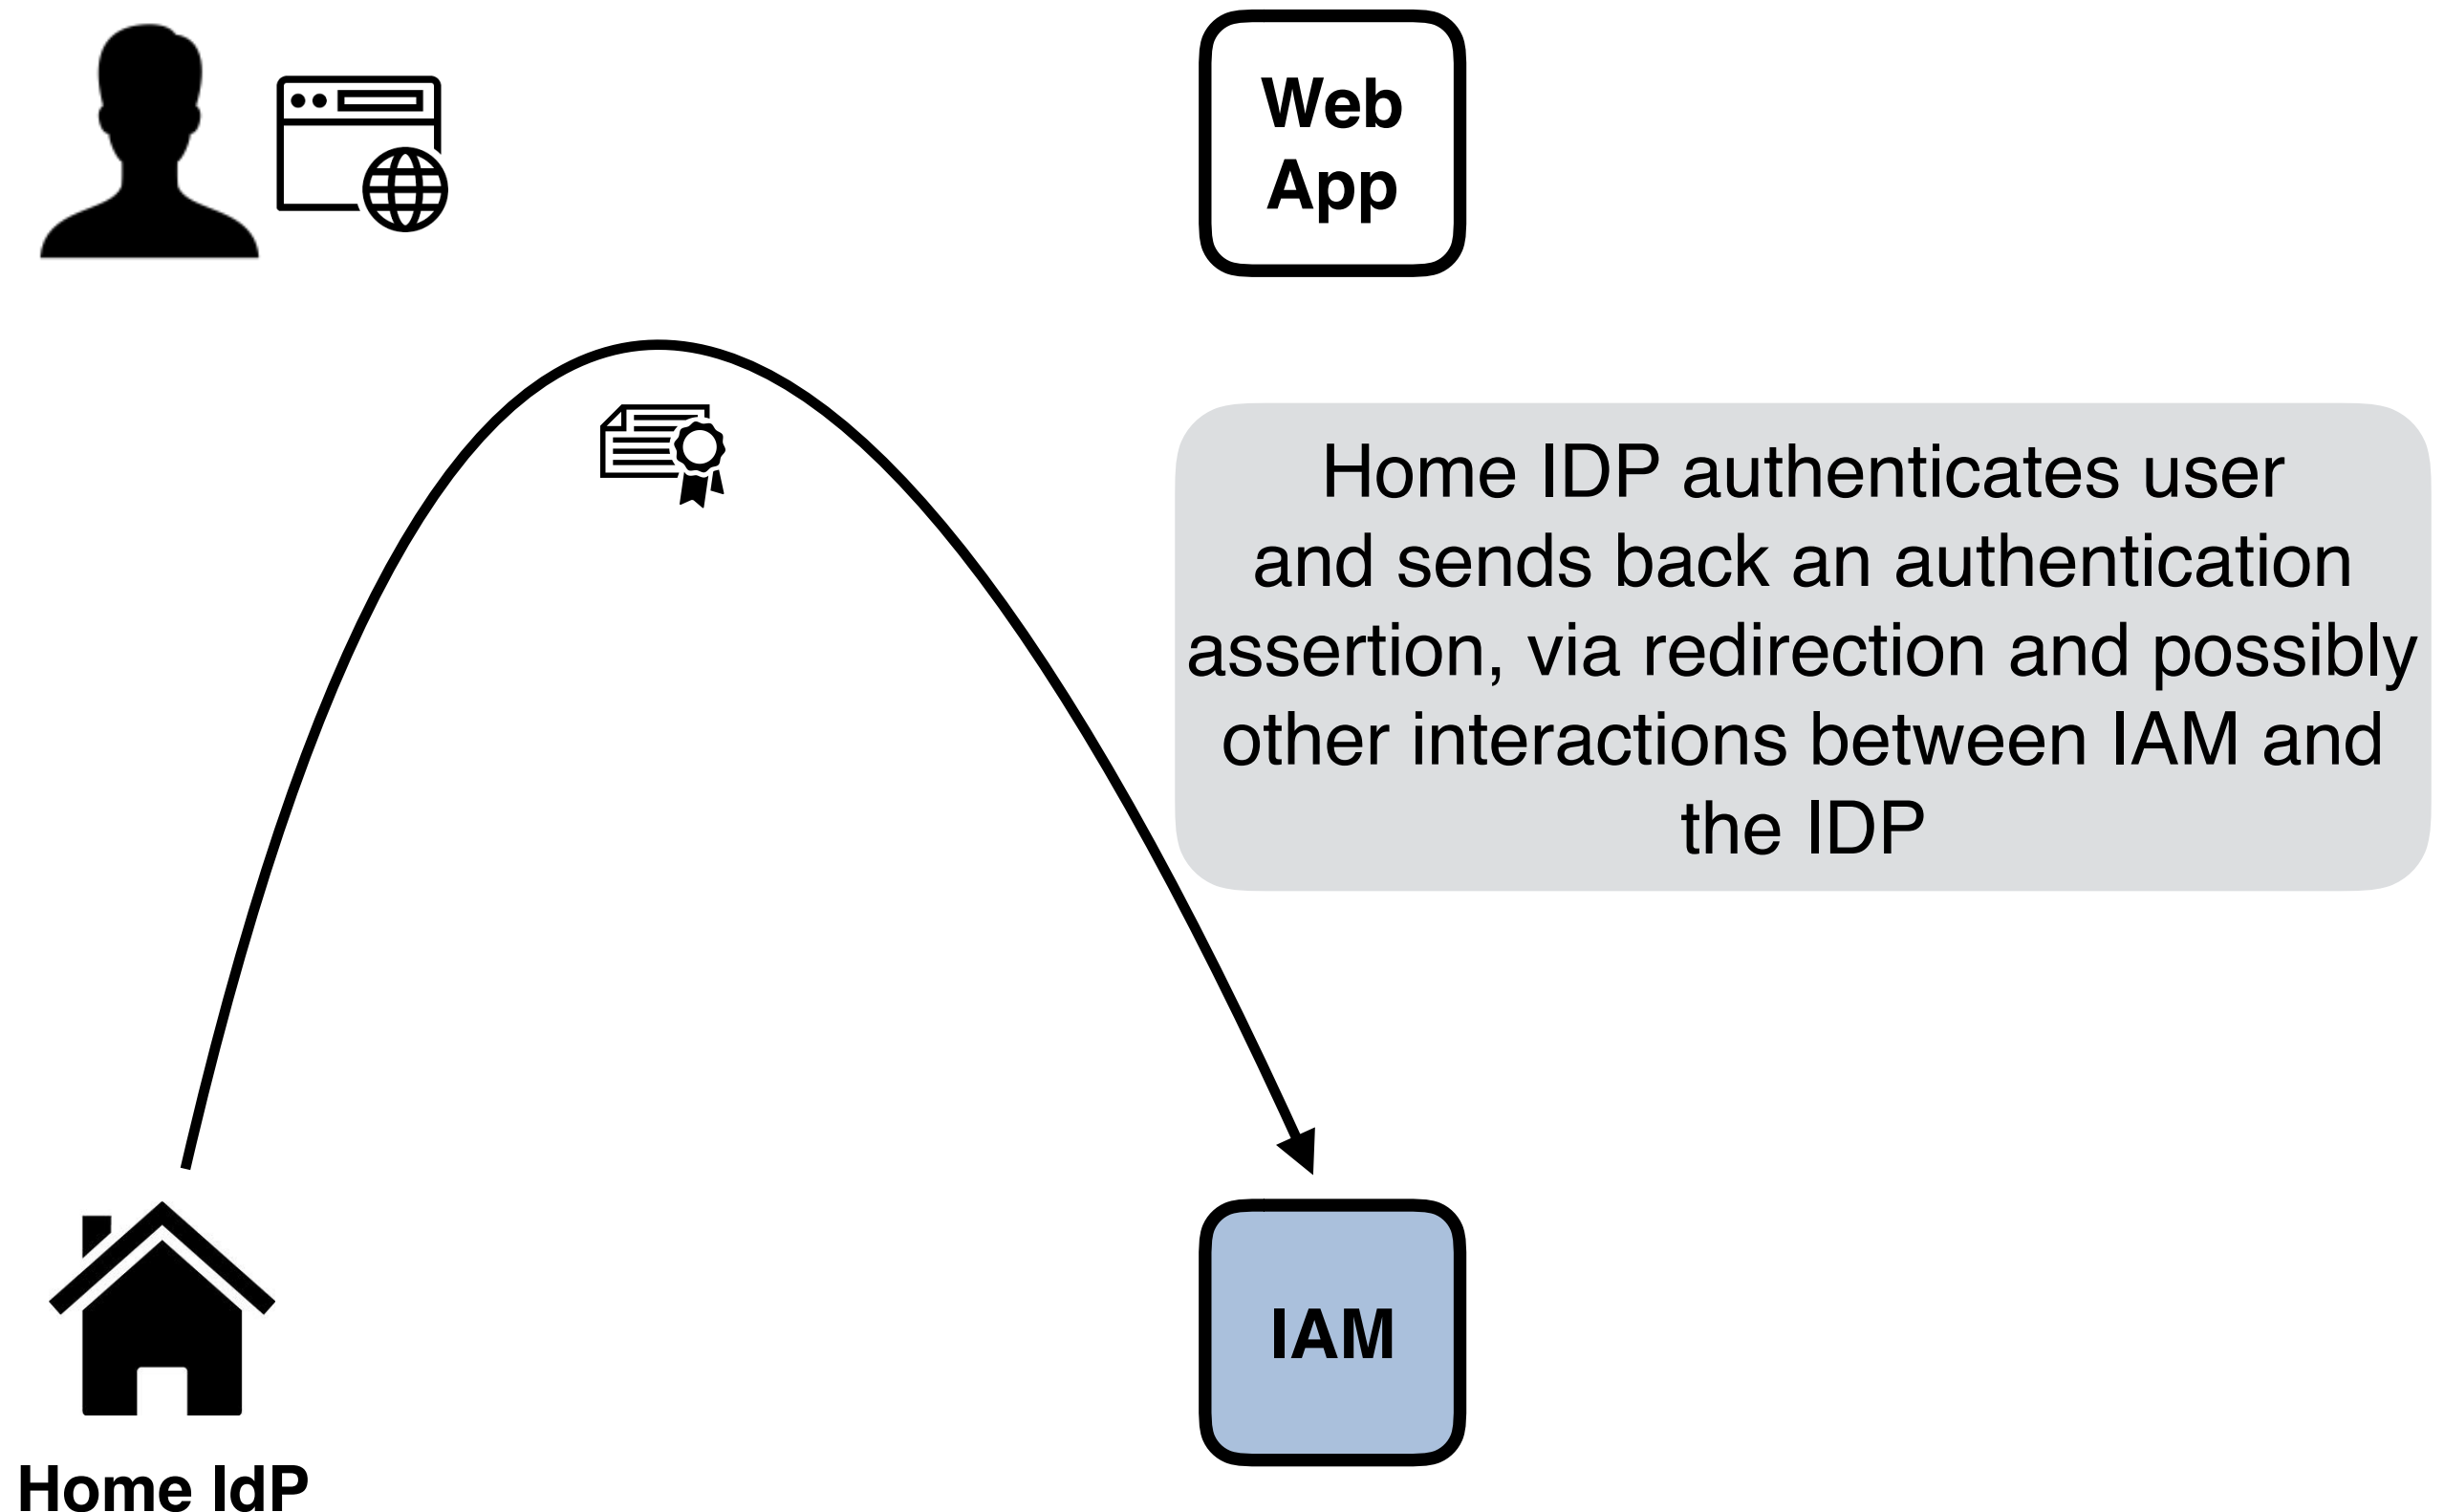 Web
App
Home IDP authenticates user
and sends back an authentication
assertion, via redirection and possibly
other interactions between IAM and
the IDP
IAM
Home IdP